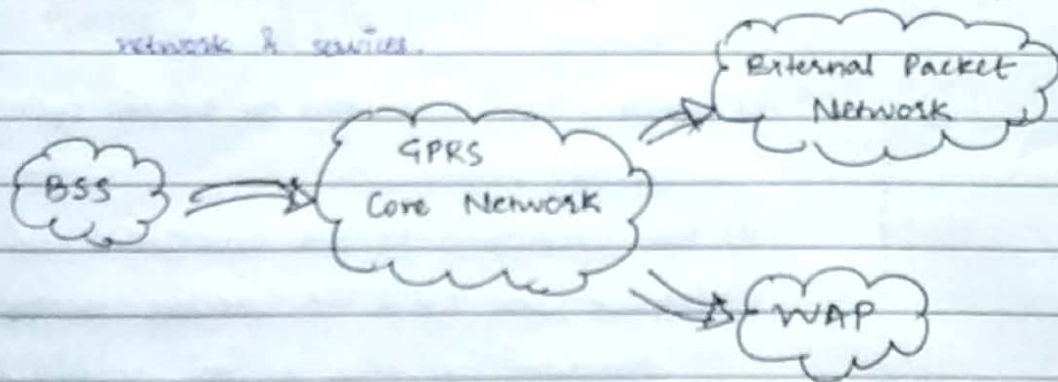 network & services.
External Packet
Network
BSS
GPRS
Core Network
WAP